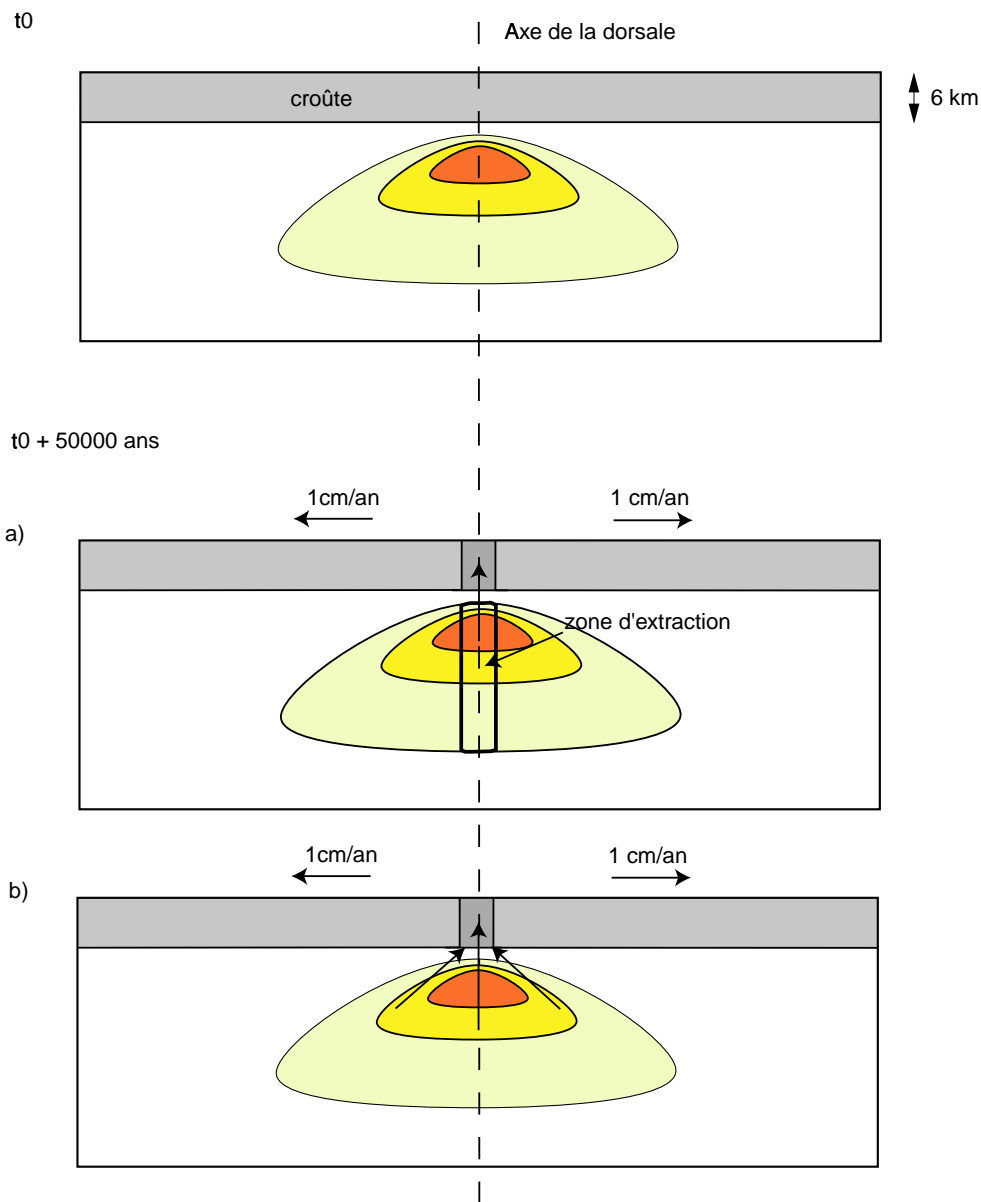 t0
Axe de la dorsale
croûte
6 km
t0 + 50000 ans
1cm/an
1 cm/an
a)
zone d'extraction
1cm/an
1 cm/an
b)